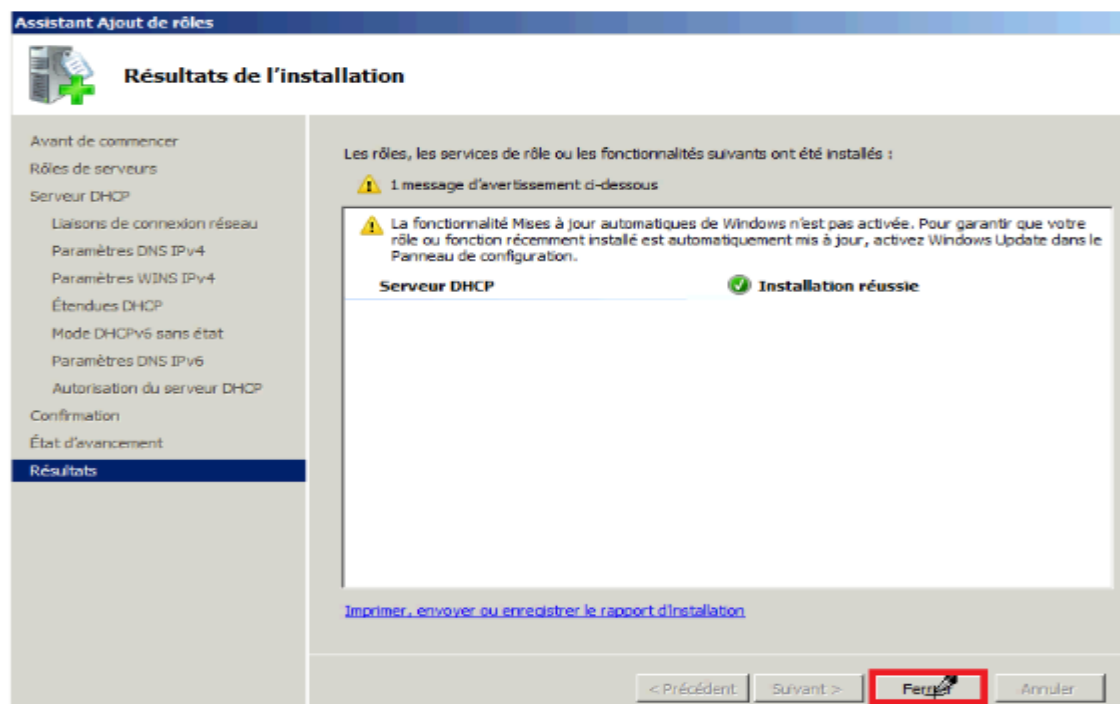 Assistant Ajout de rôles
Résultats de l'installation
Avant de commencer
Rôles de serveurs
Serveur DHCP
Liaisons de connexion réseau
Paramètres DNS IPv4
Paramètres WINS IPv4
Étendues DHCP
Mode DHCPv6 sans état
Paramètres DNS IPv6
Autorisation du serveur DHCP
Confirmation
État d'avancement
Résultats
Les rôles, les services de rôle ou les fonctionnalités suivants ont été installés :
1 message d'avertissement ci-dessous
La fonctionnalité Mises à jour automatiques de Windows n'est pas activée. Pour garantir que votre
rôle ou fonction récemment installé est automatiquement mis à jour, activez Windows Update dans le
Panneau de configuration.
Serveur DHCP Installation réussie
Imprimer, envoyer ou enregistrer le rapport d'installation
< Précédent Suivant > Fermer Annuler